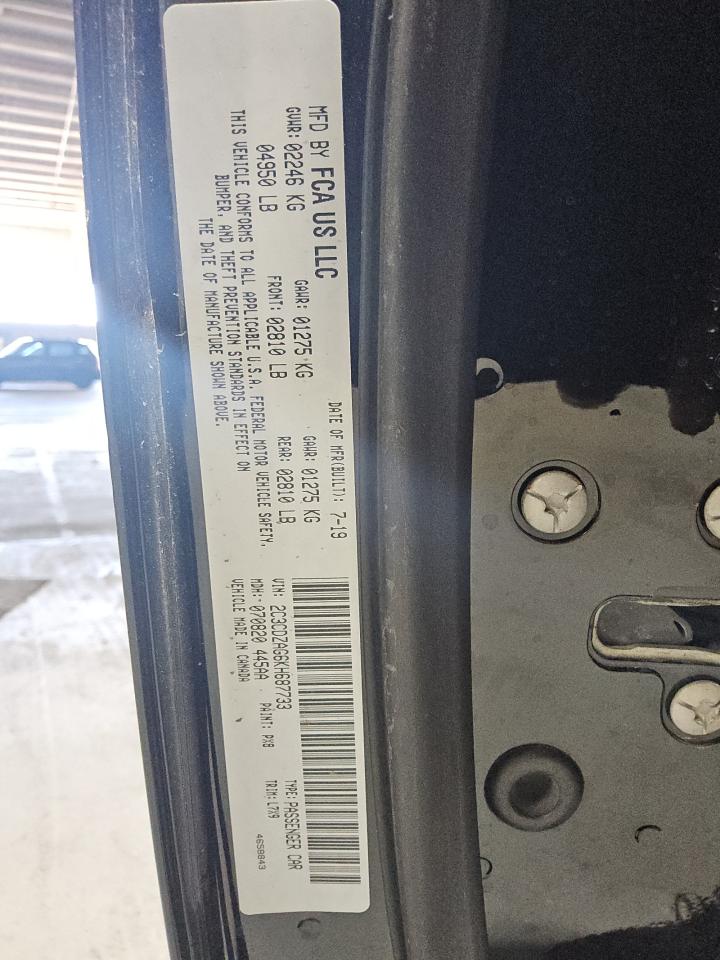 MFD BY FCA US LLC
DATE OF MFR(BUILT): 7-19
GVWR: 02246 KG
GAWR: 01275 KG
GAWR: 01275 KG
04950 LB
FRONT: 02810 LB
REAR: 02810 LB
THIS VEHICLE CONFORMS TO ALL APPLICABLE U.S.A. FEDERAL MOTOR VEHICLE SAFETY,
BUMPER, AND THEFT PREVENTION STANDARDS IN EFFECT ON
THE DATE OF MANUFACTURE SHOWN ABOVE.
VIN: 2C3CDZAG6KH687733
TYPE: PASSENGER CAR
MDH: 070820 445AA
PAINT: PX8
TRIM: L7X9
VEHICLE MADE IN CANADA
4658843